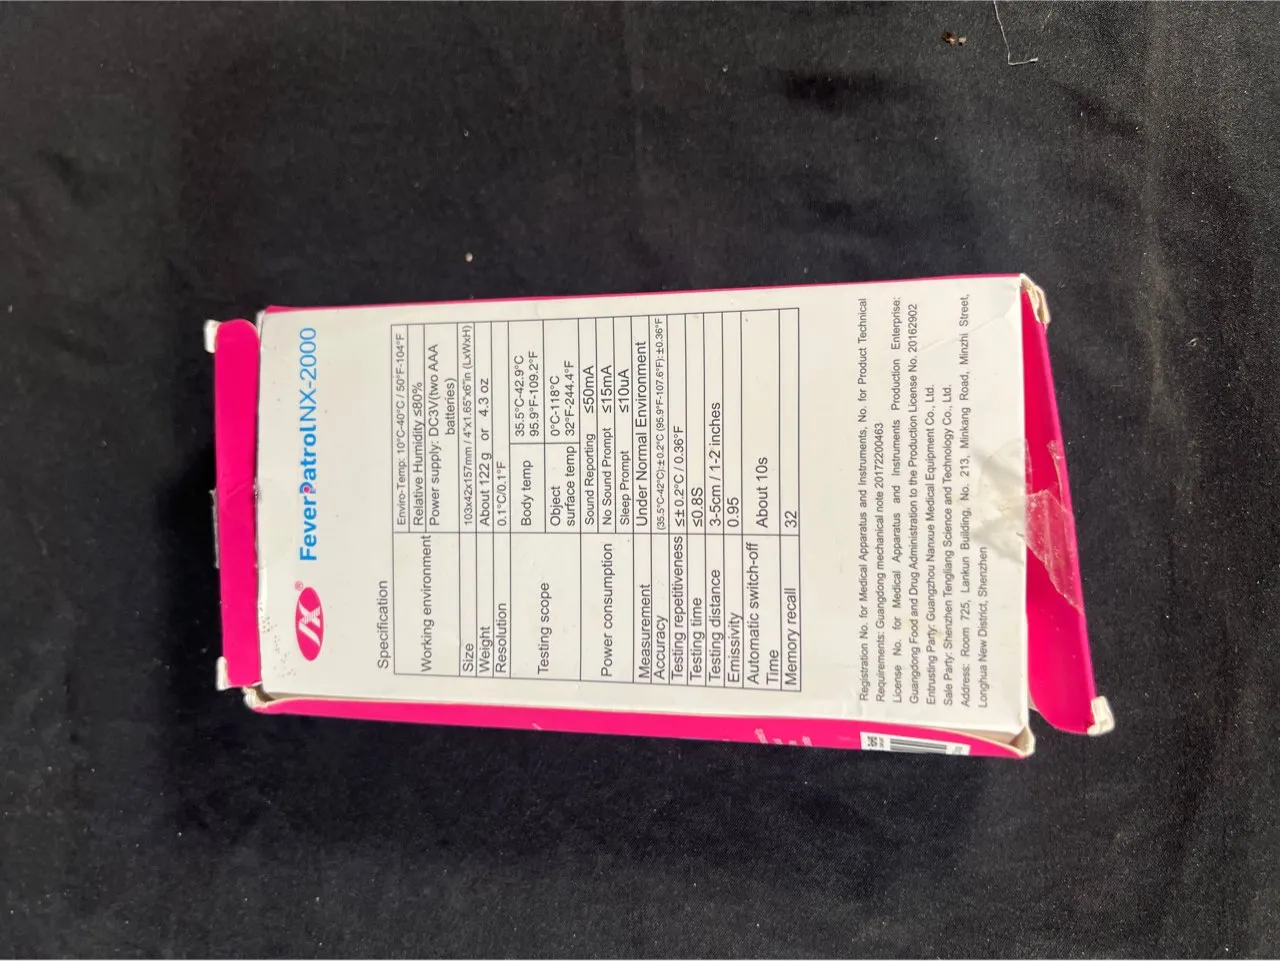 FeverPatrol NX-2000
Specification
Working environment Enviro-Temp: 10°C-40°C / 50°F-104°F
Relative Humidity ≤80%
Power supply: DC3V(two AAA
batteries)
Size 103x42x157mm / 4"x1.65"x6"in (LxWxH)
Weight About 122 g or 4.3 oz
Resolution 0.1°C/0.1°F
Testing scope Body temp 35.5°C-42.9°C
95.9°F-109.2°F
Object
surface temp 0°C-118°C
32°F-244.4°F
Power consumption Sound Reporting ≤50mA
No Sound Prompt ≤15mA
Sleep Prompt ≤10uA
Measurement Under Normal Environment
Accuracy (35.5°C-42°C):±0.2°C (95.9°F-107.6°F):±0.36°F
Testing repetitiveness ≤±0.2°C / 0.36°F
Testing time ≤0.8S
Testing distance 3-5cm / 1-2 inches
Emissivity 0.95
Automatic switch-off
Time About 10s
Memory recall 32
Registration No. for Medical Apparatus and Instruments, No. for Product Technical
Requirements: Guangdong mechanical note 20172200463
License No. for Medical Apparatus and Instruments Production Enterprise:
Guangdong Food and Drug Administration to the Production License No. 20162902
Entrusting Party: Guangzhou Nanxue Medical Equipment Co., Ltd.
Sale Party: Shenzhen Tengliang Science and Technology Co., Ltd.
Address: Room 725, Lankun Building, No. 213, Minkang Road, Minzhi Street,
Longhua New District, Shenzhen